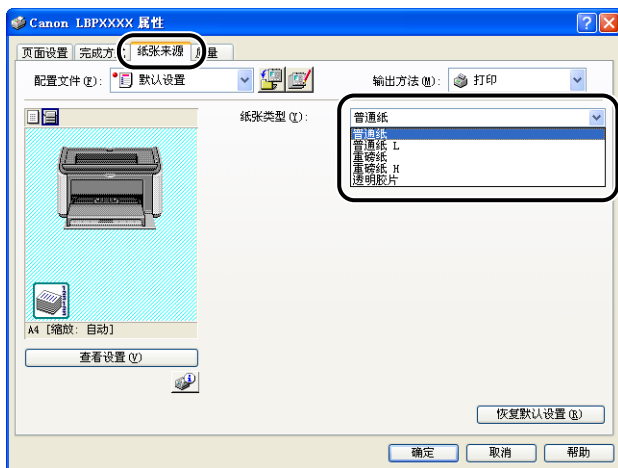 Canon LBPXXXX 属性
页面设置 完成方式 纸张来源 质量
配置文件(F): 默认设置 输出方法(M): 打印
纸张类型(Y): 普通纸
普通纸
普通纸 L
重磅纸
重磅纸 H
透明胶片
A4 [缩放: 自动]
查看设置(V)
恢复默认设置(R)
确定 取消 帮助